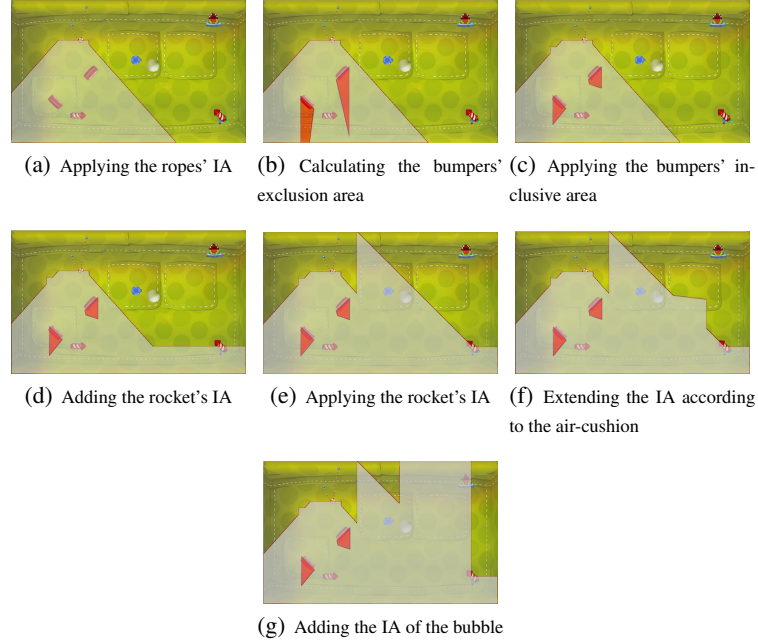 (a) Applying the ropes' IA
(b) Calculating the bumpers'
exclusion area
(c) Applying the bumpers' in-
clusive area
(d) Adding the rocket's IA
(e) Applying the rocket's IA
(f) Extending the IA according
to the air-cushion
(g) Adding the IA of the bubble